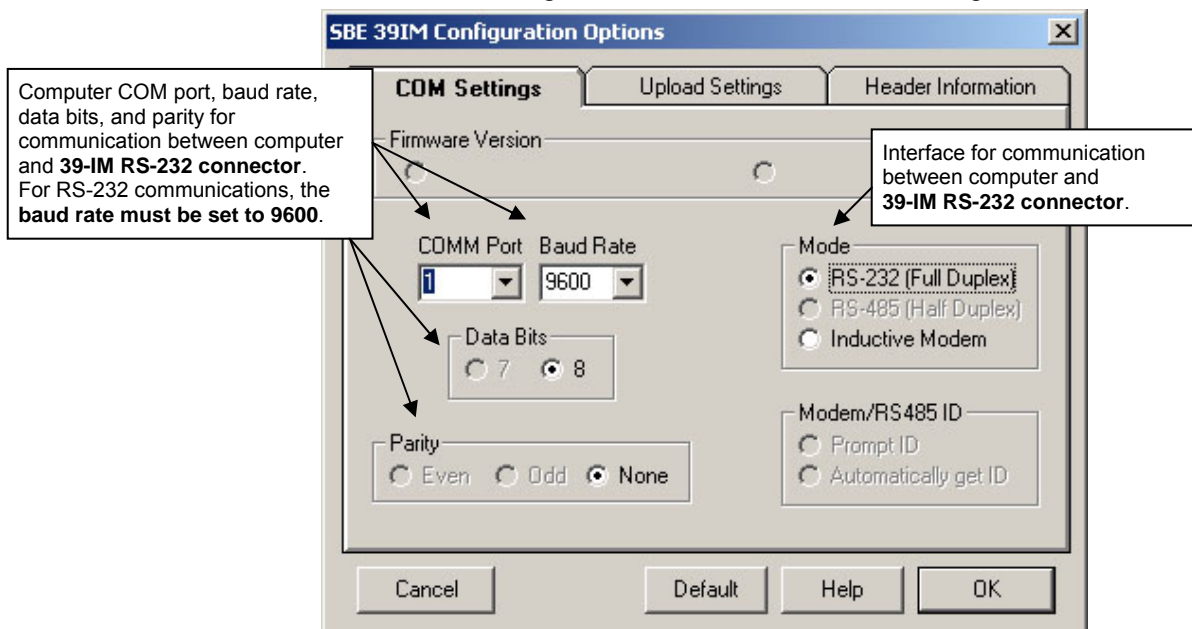 SBE 39IM Configuration Options
COM Settings
Upload Settings
Header Information
Computer COM port, baud rate,
data bits, and parity for
communication between computer
and 39-IM RS-232 connector.
For RS-232 communications, the
baud rate must be set to 9600.
Firmware Version
Interface for communication
between computer and
39-IM RS-232 connector.
COMM Port
Baud Rate
1
9600
Mode
RS-232 (Full Duplex)
RS-485 (Half Duplex)
Inductive Modem
Data Bits
7
8
Modem/RS485 ID
Prompt ID
Automatically get ID
Parity
Even
Odd
None
Cancel
Default
Help
OK